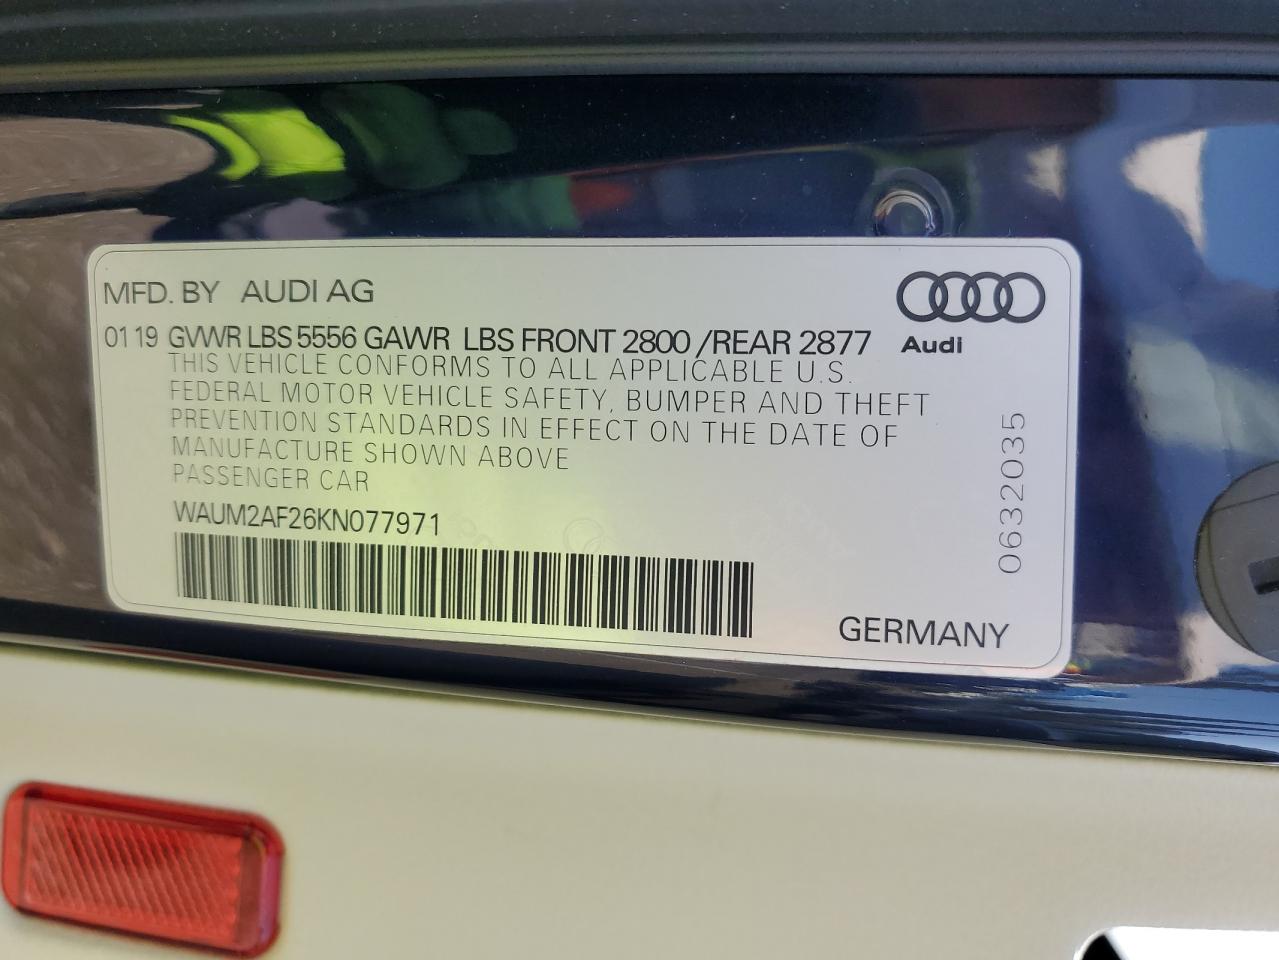 MFD. BY AUDI AG
01 19 GVWR LBS 5556 GAWR LBS FRONT 2800 /REAR 2877
Audi
THIS VEHICLE CONFORMS TO ALL APPLICABLE U.S.
FEDERAL MOTOR VEHICLE SAFETY, BUMPER AND THEFT
PREVENTION STANDARDS IN EFFECT ON THE DATE OF
MANUFACTURE SHOWN ABOVE
PASSENGER CAR
WAUM2AF26KN077971
0632035
GERMANY